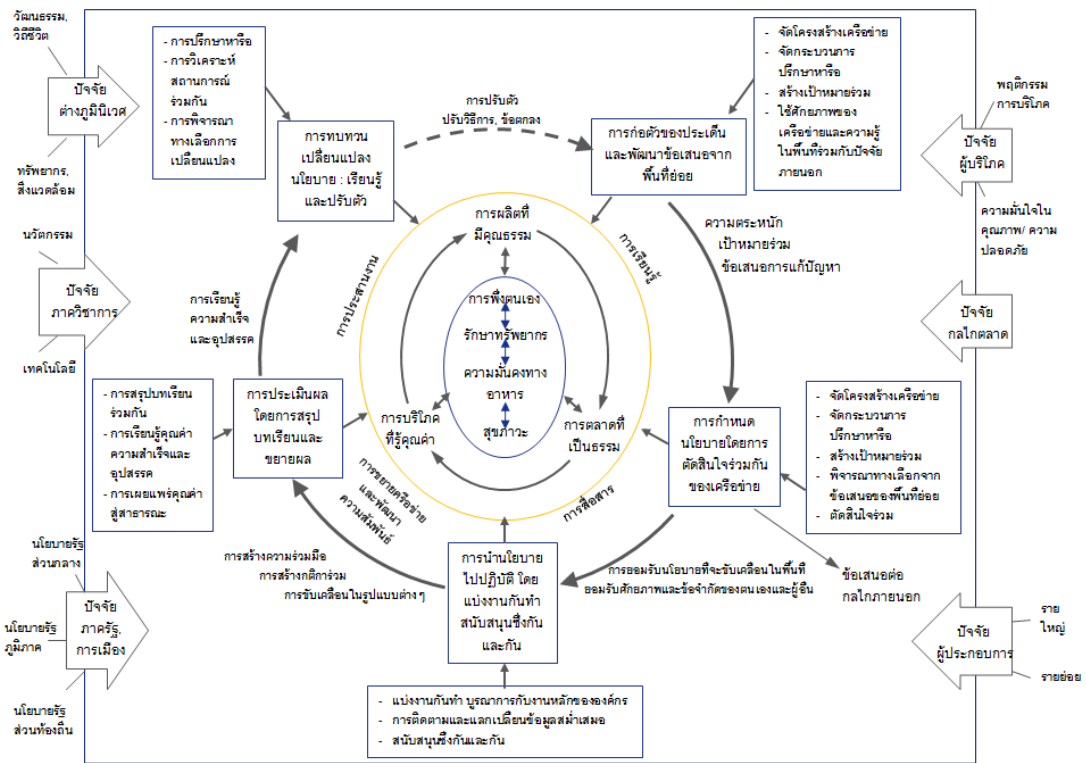 วัฒนธรรม,
วิถีชีวิต
ปัจจัย
ต่างภูมินิเวศ
ทรัพยากร,
สิ่งแวดล้อม
- การปรึกษาหารือ
- การวิเคราะห์
สถานการณ์
ร่วมกัน
- การพิจารณา
ทางเลือกการ
เปลี่ยนแปลง
การทบทวน
เปลี่ยนแปลง
นโยบาย : เรียนรู้
และปรับตัว
การปรับตัว
ปรับวิธีการ, ข้อตกลง
การก่อตัวของประเด็น
และพัฒนาข้อเสนอจาก
พื้นที่ย่อย
- จัดโครงสร้างเครือข่าย
- จัดกระบวนการ
ปรึกษาหารือ
- สร้างเป้าหมายร่วม
- ใช้ศักยภาพของ
เครือข่ายและความรู้
ในพื้นที่ร่วมกับปัจจัย
ภายนอก
พฤติกรรม
การบริโภค
ปัจจัย
ผู้บริโภค
ความมั่นใจใน
คุณภาพ/ ความ
ปลอดภัย
นวัตกรรม
ปัจจัย
ภาควิชาการ
เทคโนโลยี
การเรียนรู้
ความสำเร็จ
และอุปสรรค
การประสานงาน
การผลิตที่
มีคุณธรรม
การเรียนรู้
ความตระหนัก
เป้าหมายร่วม
ข้อเสนอการแก้ปัญหา
การพึ่งตนเอง
รักษาทรัพยากร
ความมั่นคงทาง
อาหาร
สุขภาวะ
การบริโภค
ที่รู้คุณค่า
การตลาดที่
เป็นธรรม
ปัจจัย
กลไกตลาด
- การสรุปบทเรียน
ร่วมกัน
- การเรียนรู้คุณค่า
ความสำเร็จและ
อุปสรรค
- การเผยแพร่คุณค่า
สู่สาธารณะ
การประเมินผล
โดยการสรุป
บทเรียนและ
ขยายผล
การกำหนด
นโยบายโดยการ
ตัดสินใจร่วมกัน
ของเครือข่าย
- จัดโครงสร้างเครือข่าย
- จัดกระบวนการ
ปรึกษาหารือ
- สร้างเป้าหมายร่วม
- พิจารณาทางเลือกจาก
ข้อเสนอของพื้นที่ย่อย
- ตัดสินใจร่วม
การขยายครือข่าย
และพัฒนา
ความสัมพันธ์
การสื่อสาร
นโยบายรัฐ
ส่วนกลาง
ปัจจัย
ภาครัฐ,
การเมือง
นโยบายรัฐ
ภูมิภาค
นโยบายรัฐ
ส่วนท้องถิ่น
การสร้างความร่วมมือ
การสร้างกติการ่วม
การขับเคลื่อนในรูปแบบต่างๆ
การนำนโยบาย
ไปปฏิบัติ โดย
แบ่งงานกันทำ
สนับสนุนซึ่งกัน
และกัน
การยอมรับนโยบายที่จะขับเคลื่อนในพื้นที่
ยอมรับศักยภาพและข้อจำกัดของตนเองและผู้อื่น
ข้อเสนอต่อ
กลไกภายนอก
ราย
ใหญ่
ปัจจัย
ผู้ประกอบการ
รายย่อย
- แบ่งงานกันทำ บูรณาการกับงานหลักขององค์กร
- การติดตามและแลกเปลี่ยนข้อมูลสม่ำเสมอ
- สนับสนุนซึ่งกันและกัน